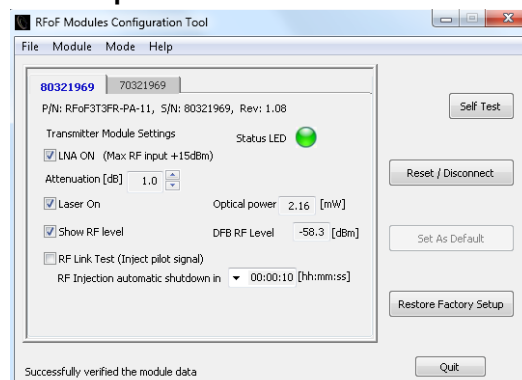 RFoF Modules Configuration Tool
File Module Mode Help
80321969 70321969
P/N: RFoF3T3FR-PA-11, S/N: 80321969, Rev: 1.08
Self Test
Transmitter Module Settings
Status LED
LNA ON (Max RF input +15dBm)
Attenuation [dB] 1.0
Reset / Disconnect
Laser On
Optical power 2.16 [mW]
Show RF level
DFB RF Level -58.3 [dBm]
Set As Default
RF Link Test (Inject pilot signal)
RF Injection automatic shutdown in 00:00:10 [hh:mm:ss]
Restore Factory Setup
Successfully verified the module data
Quit